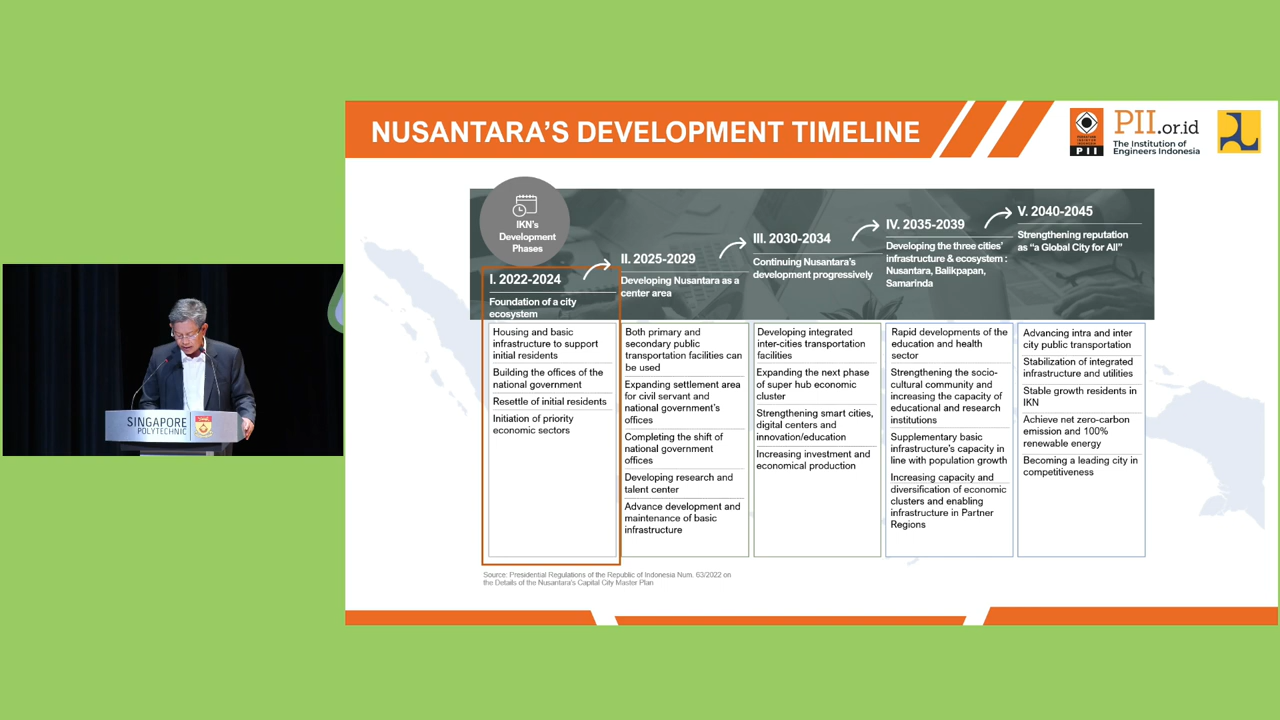 NUSANTARA'S DEVELOPMENT TIMELINE
PII
PII.or.id
The Institution of
Engineers Indonesia
IKN's
Development
Phases
I. 2022-2024
Foundation of a city
ecosystem
Housing and basic
infrastructure to support
initial residents
Building the offices of the
national government
Resettle of initial residents
Initiation of priority
economic sectors
II. 2025-2029
Developing Nusantara as a
center area
Both primary and
secondary public
transportation facilities can
be used
Expanding settlement area
for civil servant and
national government's
offices
Completing the shift of
national government
offices
Developing research and
talent center
Advance development and
maintenance of basic
infrastructure
III. 2030-2034
Continuing Nusantara's
development progressively
Developing integrated
inter-cities transportation
facilities
Expanding the next phase
of super hub economic
cluster
Strengthening smart cities,
digital centers and
innovation/education
Increasing investment and
economical production
IV. 2035-2039
Developing the three cities'
infrastructure & ecosystem :
Nusantara, Balikpapan,
Samarinda
Rapid developments of the
education and health
sector
Strengthening the socio-
cultural community and
increasing the capacity of
educational and research
institutions
Supplementary basic
infrastructure's capacity in
line with population growth
Increasing capacity and
diversification of economic
clusters and enabling
infrastructure in Partner
Regions
V. 2040-2045
Strengthening reputation
as "a Global City for All"
Advancing intra and inter
city public transportation
Stabilization of integrated
infrastructure and utilities
Stable growth residents in
IKN
Achieve net zero-carbon
emission and 100%
renewable energy
Becoming a leading city in
competitiveness
Source: Presidential Regulations of the Republic of Indonesia Num. 63/2022 on
the Details of the Nusantara's Capital City Master Plan
SINGAPORE
POLYTECHNIC